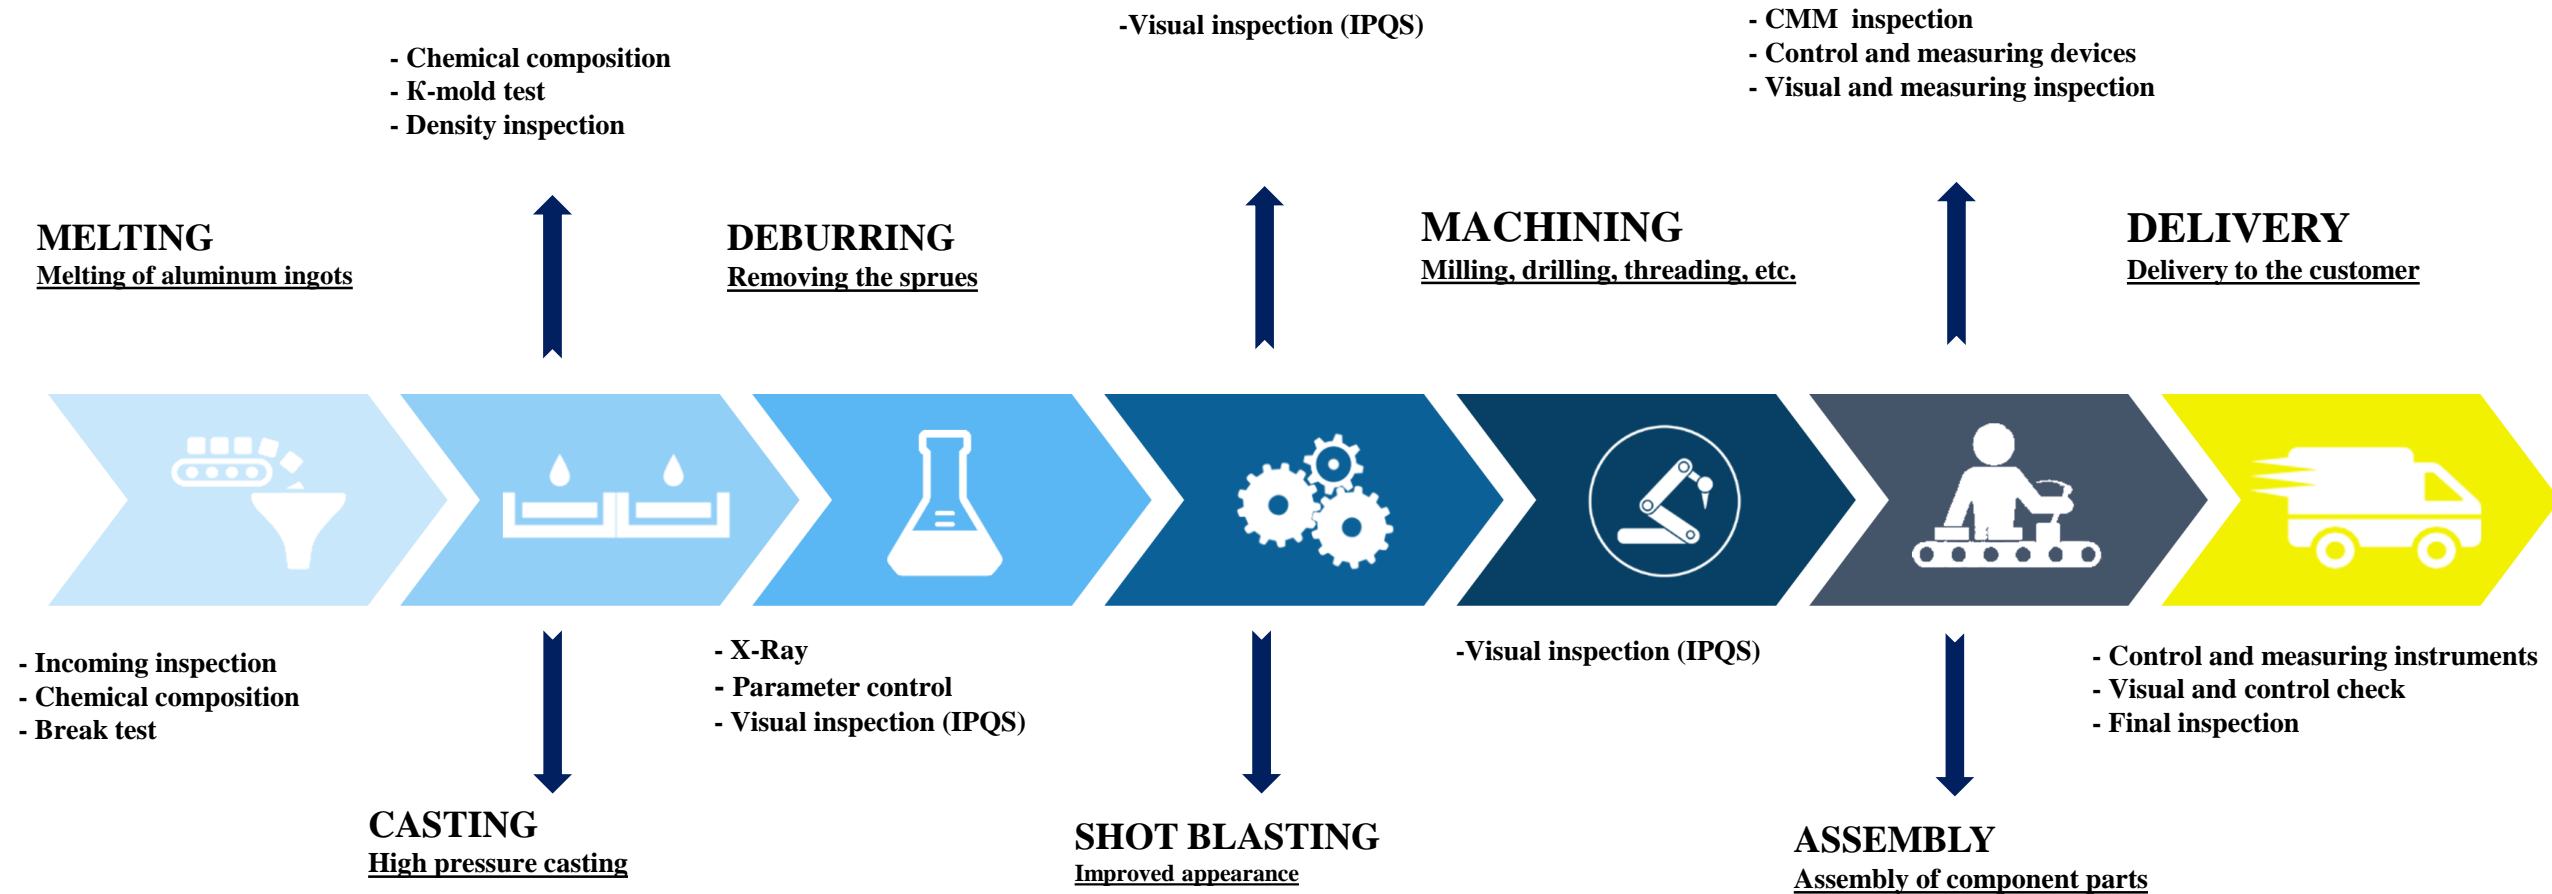 -Visual inspection (IPQS)
- CMM  inspection
- Control and measuring devices
- Visual and measuring inspection
- Chemical composition
- К-mold test
- Density inspection
MELTING
Melting of aluminum ingots
DEBURRING
Removing the sprues
MACHINING
Milling, drilling, threading, etc.
DELIVERY
Delivery to the customer
- Incoming inspection
- Chemical composition
- Break test
- X-Ray
- Parameter control
- Visual inspection (IPQS)
-Visual inspection (IPQS)
- Control and measuring instruments
- Visual and control check
- Final inspection
CASTING
High pressure casting
SHOT BLASTING
Improved appearance
ASSEMBLY
Assembly of component parts